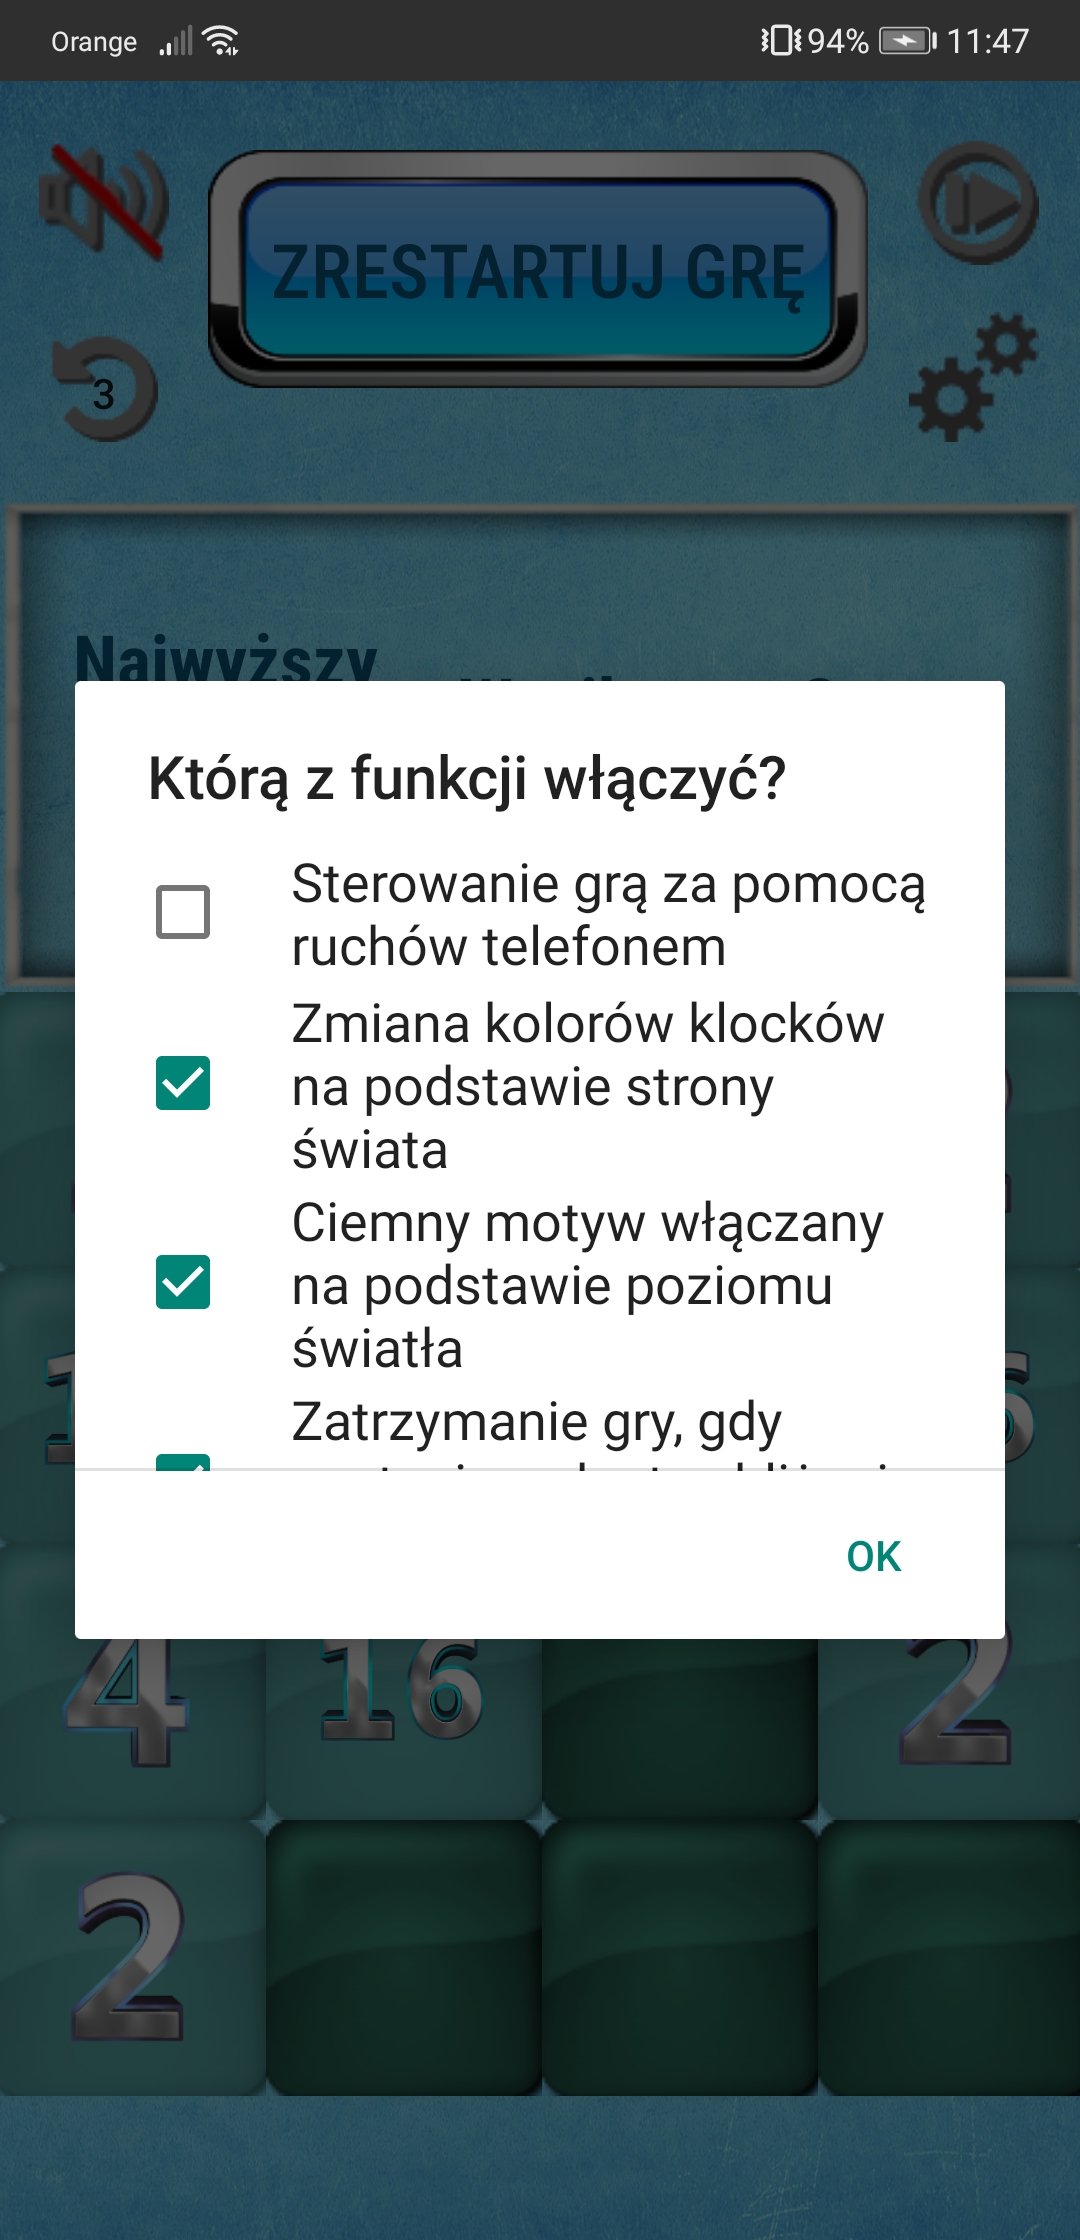 Orange 94% 11:47
ZRESTARTUJ GRĘ
3
Najwyższy
Którą z funkcji włączyć?
Sterowanie grą za pomocą
ruchów telefonem
Zmiana kolorów klocków
na podstawie strony
świata
Ciemny motyw włączany
na podstawie poziomu
światła
Zatrzymanie gry, gdy
OK
4 16 2
2